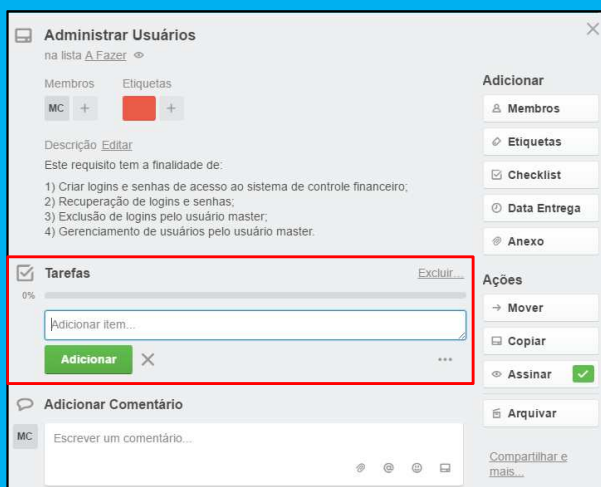 Administrar Usuários
na lista A Fazer
Membros Etiquetas
MC +
+
Descrição Editar
Este requisito tem a finalidade de:
1) Criar logins e senhas de acesso ao sistema de controle financeiro;
2) Recuperação de logins e senhas;
3) Exclusão de logins pelo usuário master;
4) Gerenciamento de usuários pelo usuário master.
Tarefas Excluir...
0%
Adicionar item...
Adicionar
Adicionar Comentário
MC
Escrever um comentário...
@
Adicionar
Membros
Etiquetas
Checklist
Data Entrega
Anexo
Ações
→ Mover
Copiar
Assinar
Arquivar
Compartilhar e
mais...